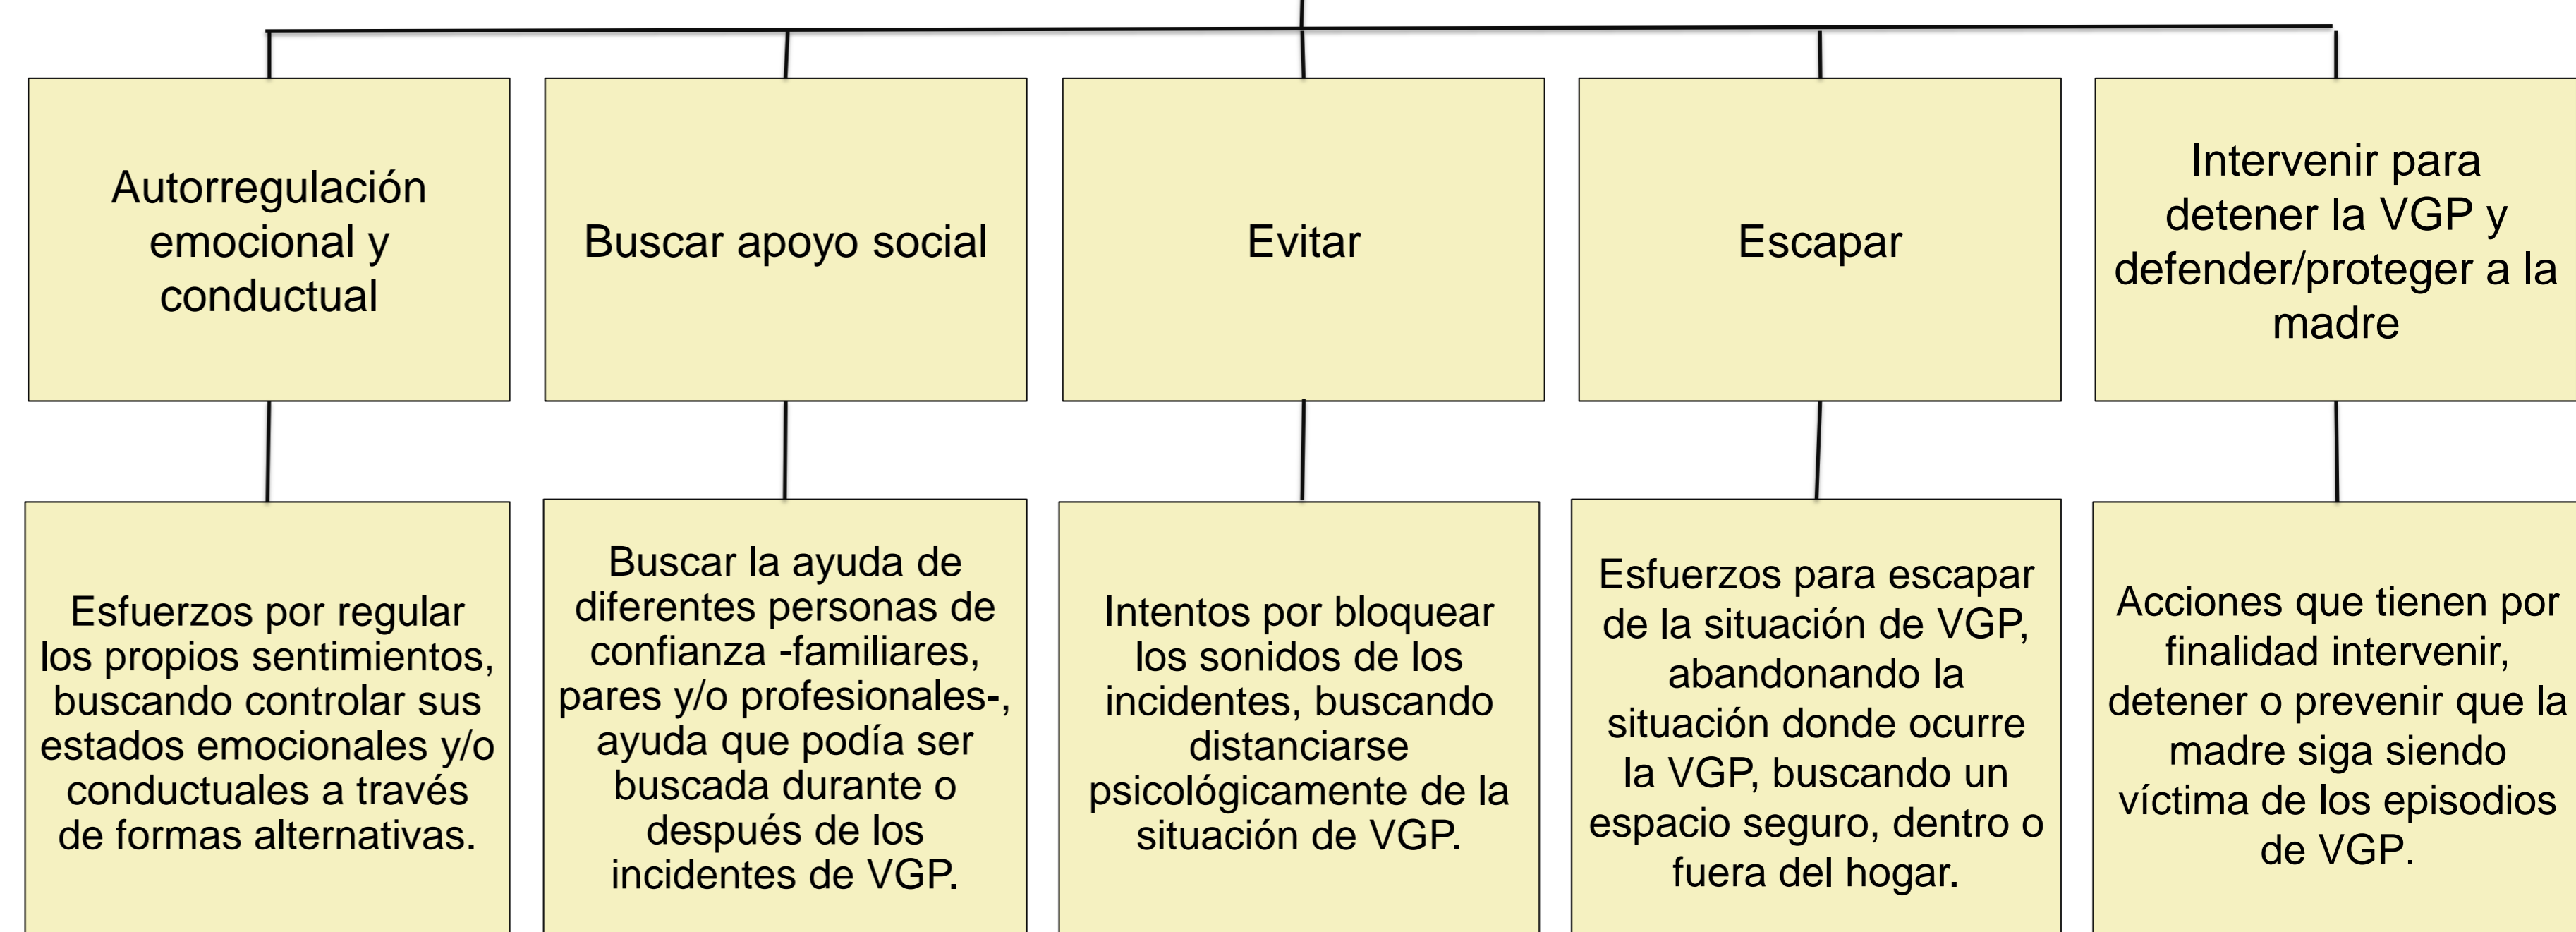 Autorregulación
emocional y
conductual
Buscar apoyo social
Evitar
Escapar
Intervenir para
detener la VGP y
defender/proteger a la
madre
Esfuerzos por regular
los propios sentimientos,
buscando controlar sus
estados emocionales y/o
conductuales a través
de formas alternativas.
Buscar la ayuda de
diferentes personas de
confianza -familiares,
pares y/o profesionales-,
ayuda que podía ser
buscada durante o
después de los
incidentes de VGP.
Intentos por bloquear
los sonidos de los
incidentes, buscando
distanciarse
psicológicamente de la
situación de VGP.
Esfuerzos para escapar
de la situación de VGP,
abandonando la
situación donde ocurre
la VGP, buscando un
espacio seguro, dentro o
fuera del hogar.
Acciones que tienen por
finalidad intervenir,
detener o prevenir que la
madre siga siendo
víctima de los episodios
de VGP.